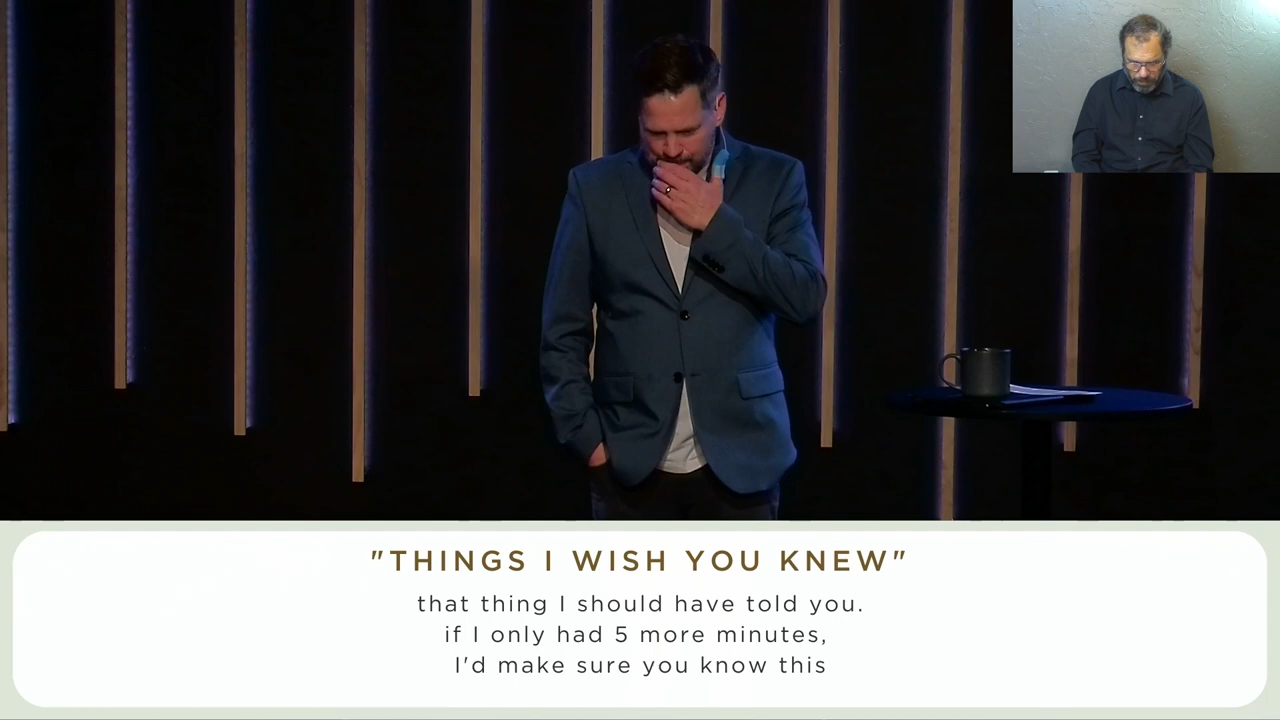 "THINGS I WISH YOU KNEW"
that thing I should have told you.
if I only had 5 more minutes,
I'd make sure you know this